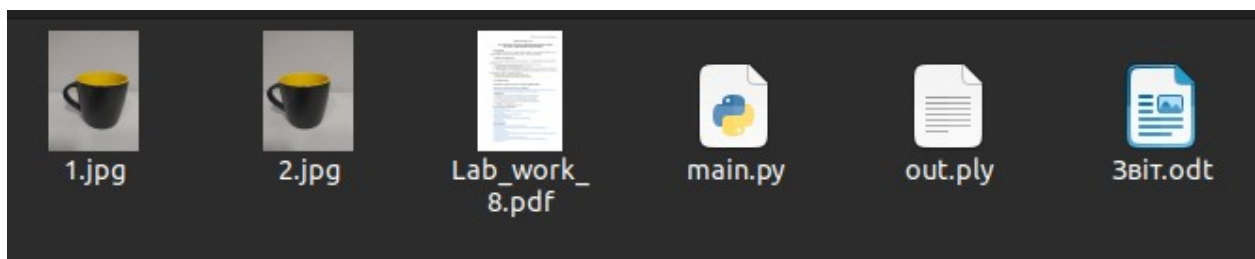 1.jpg
2.jpg
Lab_work_
8.pdf
main.py
out.ply
Звіт.odt